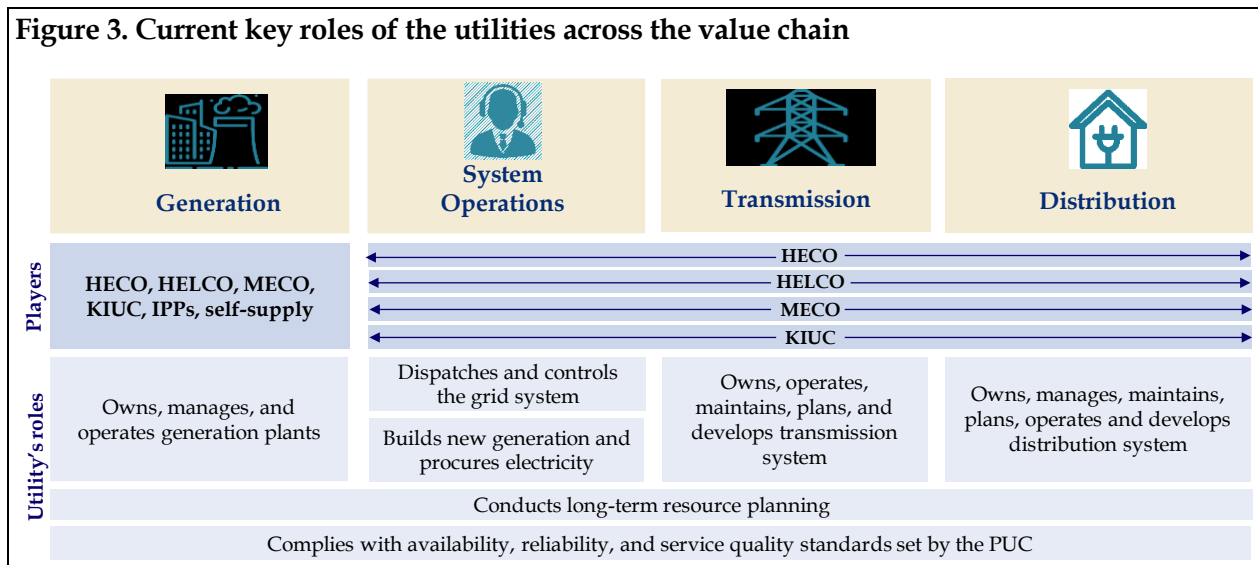 Figure 3. Current key roles of the utilities across the value chain
Generation
System
Operations
Transmission
Distribution
Players
HECO, HELCO, MECO,
KIUC, IPPs, self-supply
HECO
HELCO
MECO
KIUC
Utility's roles
Owns, manages, and
operates generation plants
Dispatches and controls
the grid system
Builds new generation and
procures electricity
Owns, operates,
maintains, plans, and
develops transmission
system
Owns, manages, maintains,
plans, operates and develops
distribution system
Conducts long-term resource planning
Complies with availability, reliability, and service quality standards set by the PUC